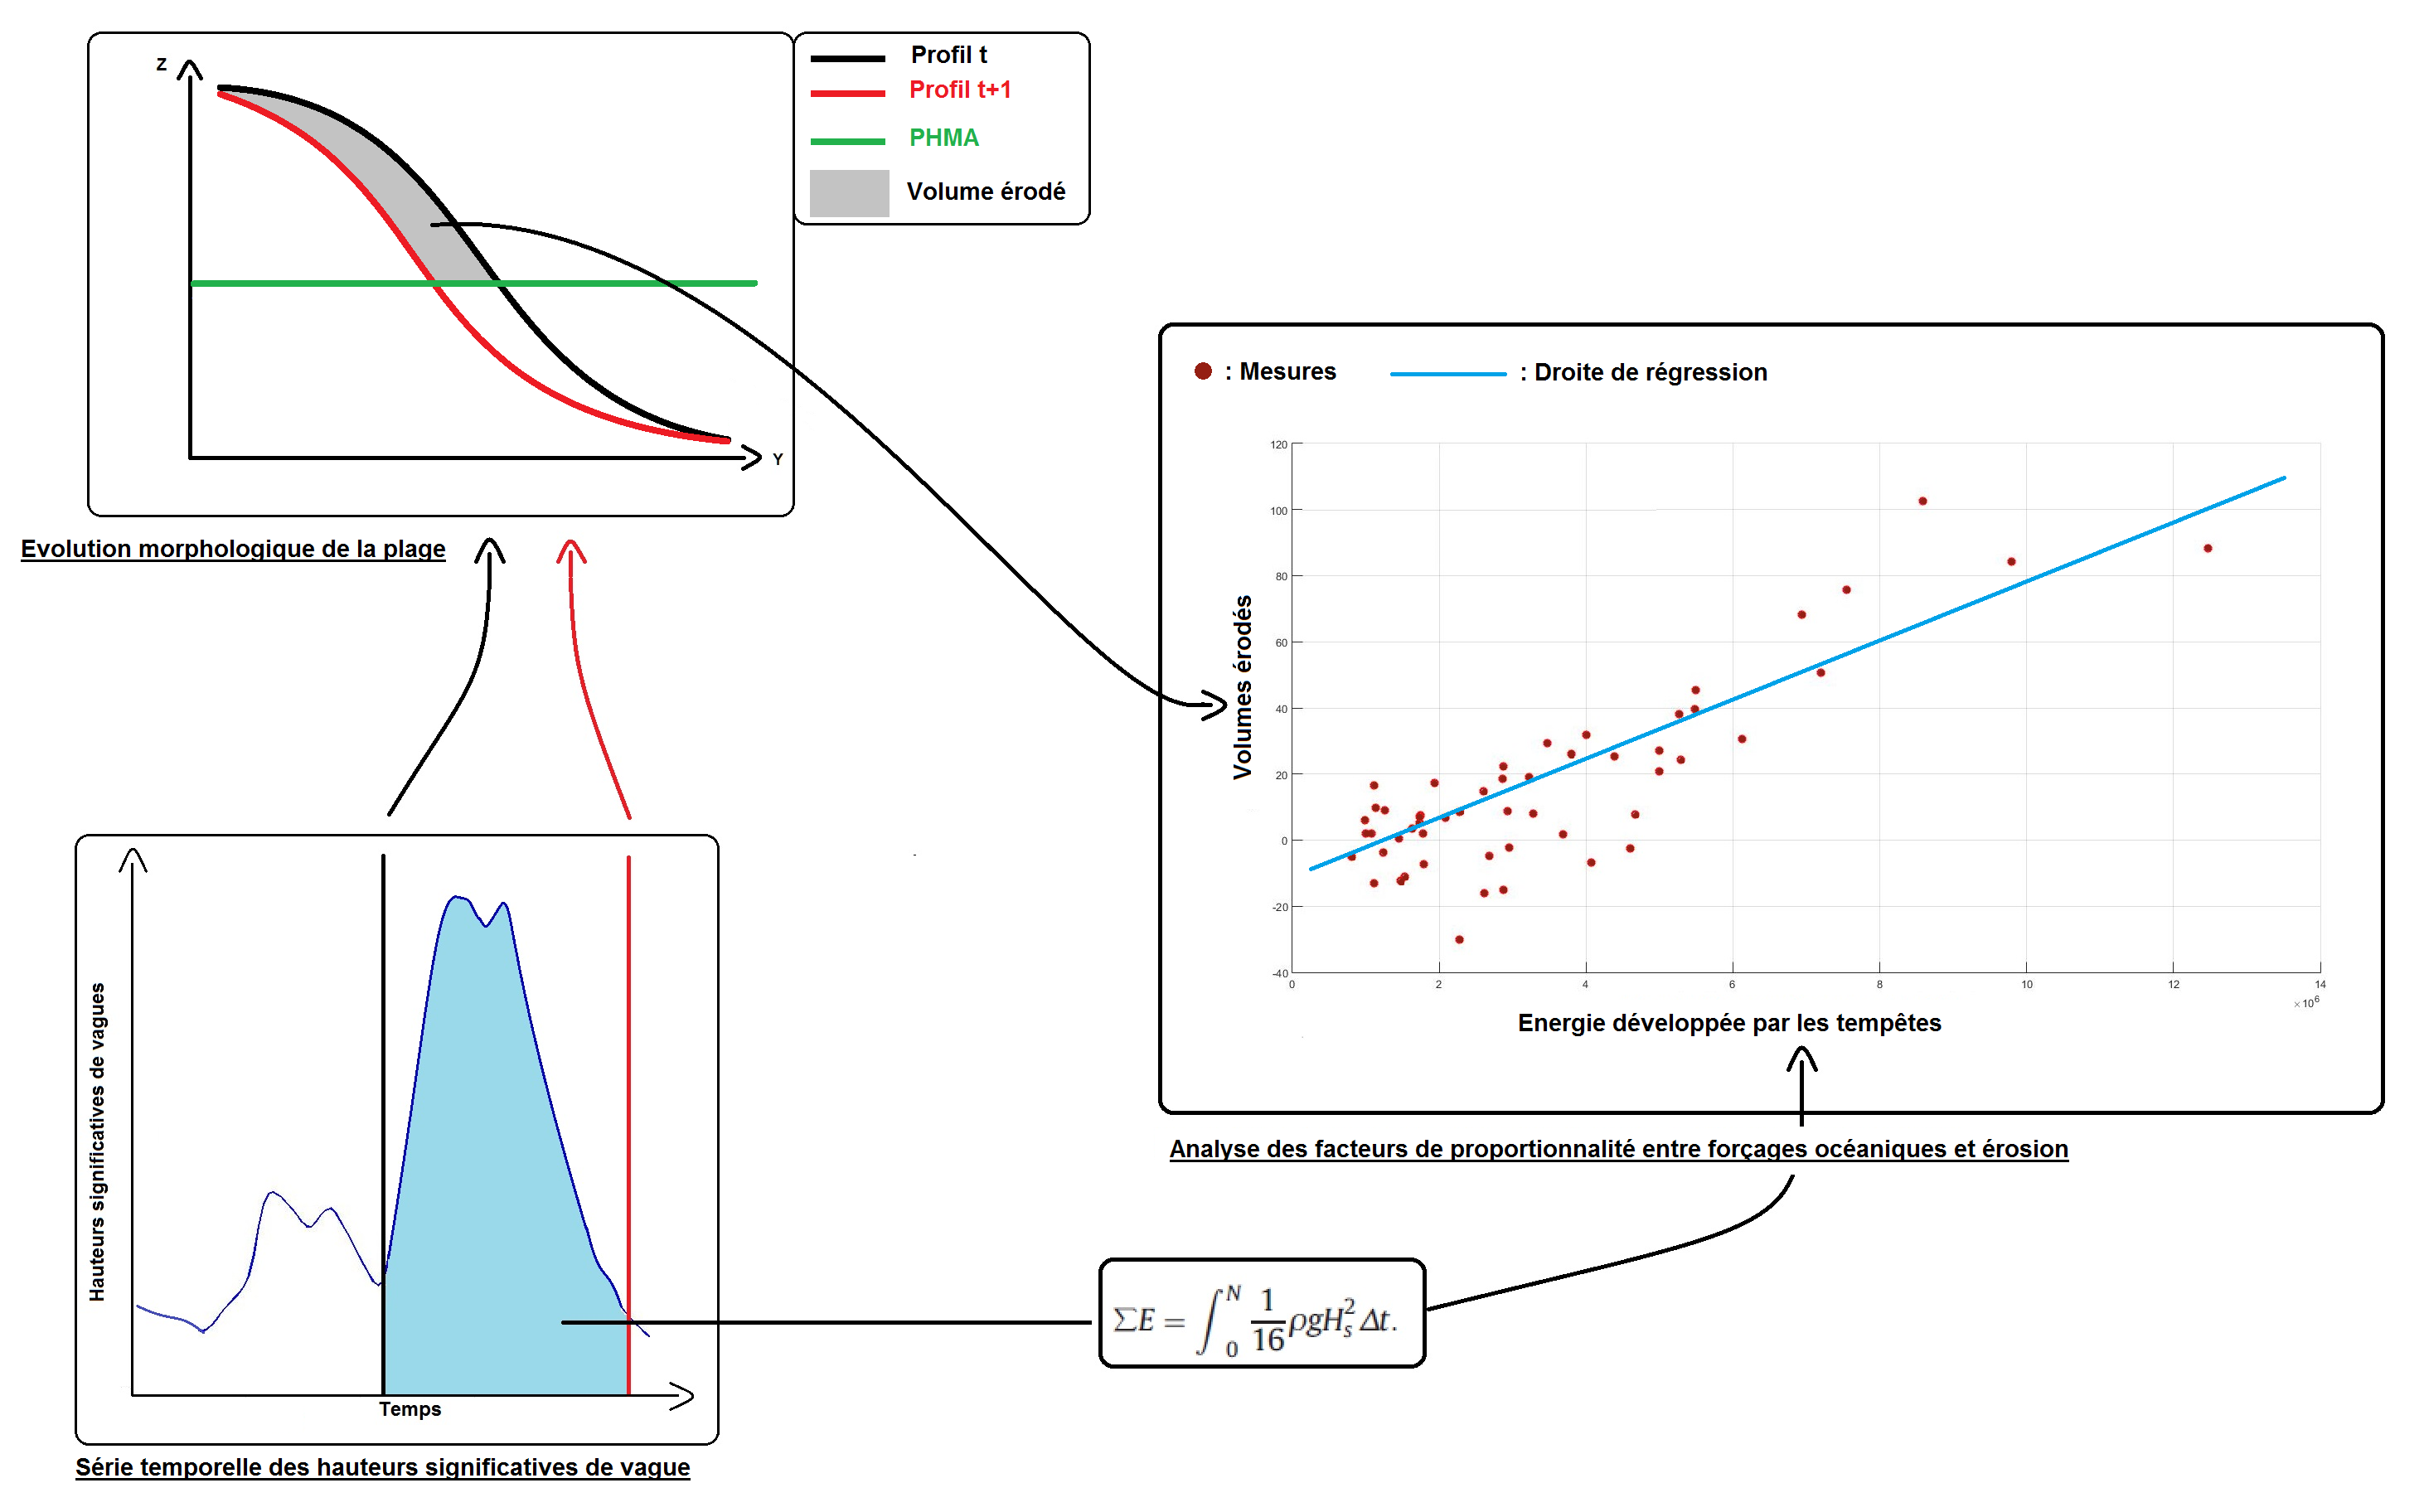 Z
Profil t
Profil t+1
PHMA
Volume érodé
Y
Evolution morphologique de la plage
: Mesures
: Droite de régression
Volumes érodés
120
100
80
60
40
20
0
-20
-40
0 2 4 6 8 10 12 14
×10⁶
Energie développée par les tempêtes
Analyse des facteurs de proportionnalité entre forçages océaniques et érosion
Hauteurs significatives de vagues
Temps
Série temporelle des hauteurs significatives de vague
ΣE = ∫₀ᴺ 1/16 ρgHₛ² Δt.